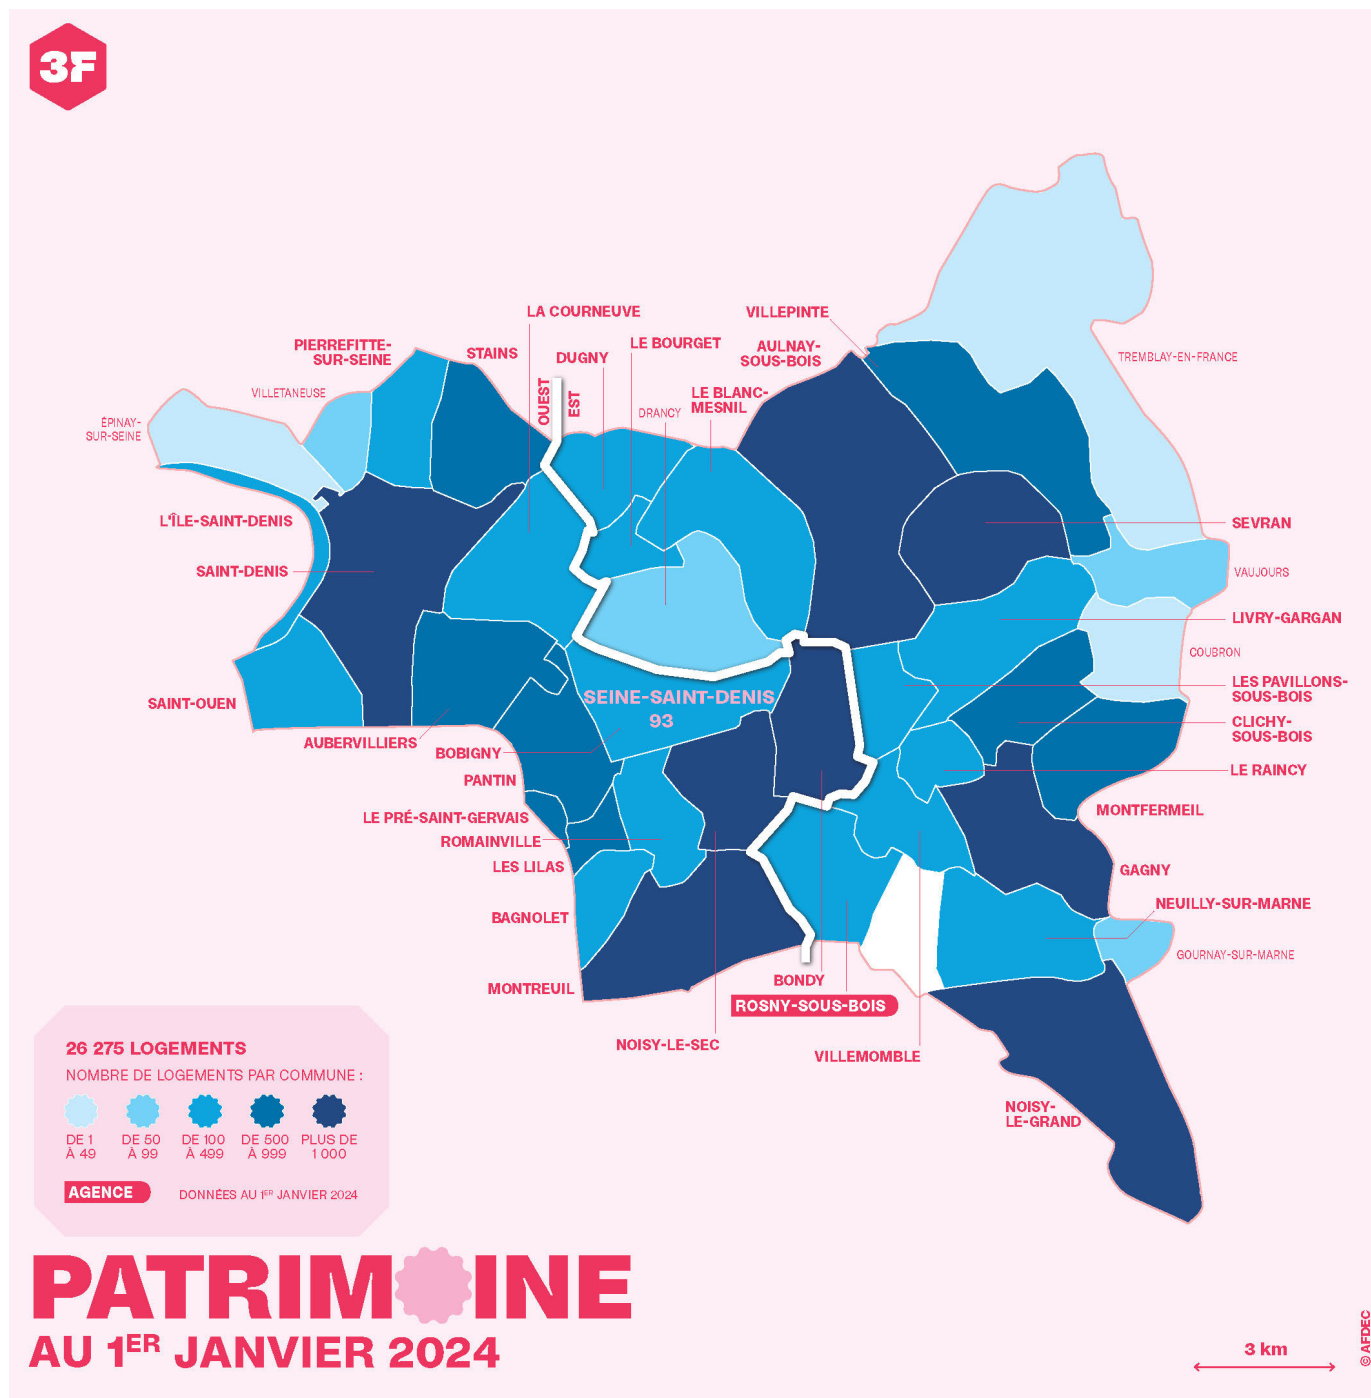 3F
LA COURNEUVE
VILLEPINTE
PIERREFITTE-
SUR-SEINE
STAINS
DUGNY
LE BOURGET
AULNAY-
SOUS-BOIS
TREMBLAY-EN-FRANCE
VILLETANEUSE
OUEST
EST
DRANCY
LE BLANC-
MESNIL
ÉPINAY-
SUR-SEINE
L'ÎLE-SAINT-DENIS
SEVRAN
SAINT-DENIS
VAUJOURS
LIVRY-GARGAN
COUBRON
SAINT-OUEN
SEINE-SAINT-DENIS
93
LES PAVILLONS-
SOUS-BOIS
CLICHY-
SOUS-BOIS
AUBERVILLIERS
BOBIGNY
LE RAINCY
PANTIN
MONTFERMEIL
LE PRÉ-SAINT-GERVAIS
ROMAINVILLE
LES LILAS
GAGNY
BAGNOLET
NEUILLY-SUR-MARNE
GOURNAY-SUR-MARNE
MONTREUIL
BONDY
ROSNY-SOUS-BOIS
NOISY-LE-SEC
VILLEMOMBLE
NOISY-
LE-GRAND
26 275 LOGEMENTS
NOMBRE DE LOGEMENTS PAR COMMUNE :
DE 1
À 49
DE 50
À 99
DE 100
À 499
DE 500
À 999
PLUS DE
1 000
AGENCE
DONNÉES AU 1ER JANVIER 2024
PATRIMOINE
AU 1ER JANVIER 2024
3 km
© AFDEC